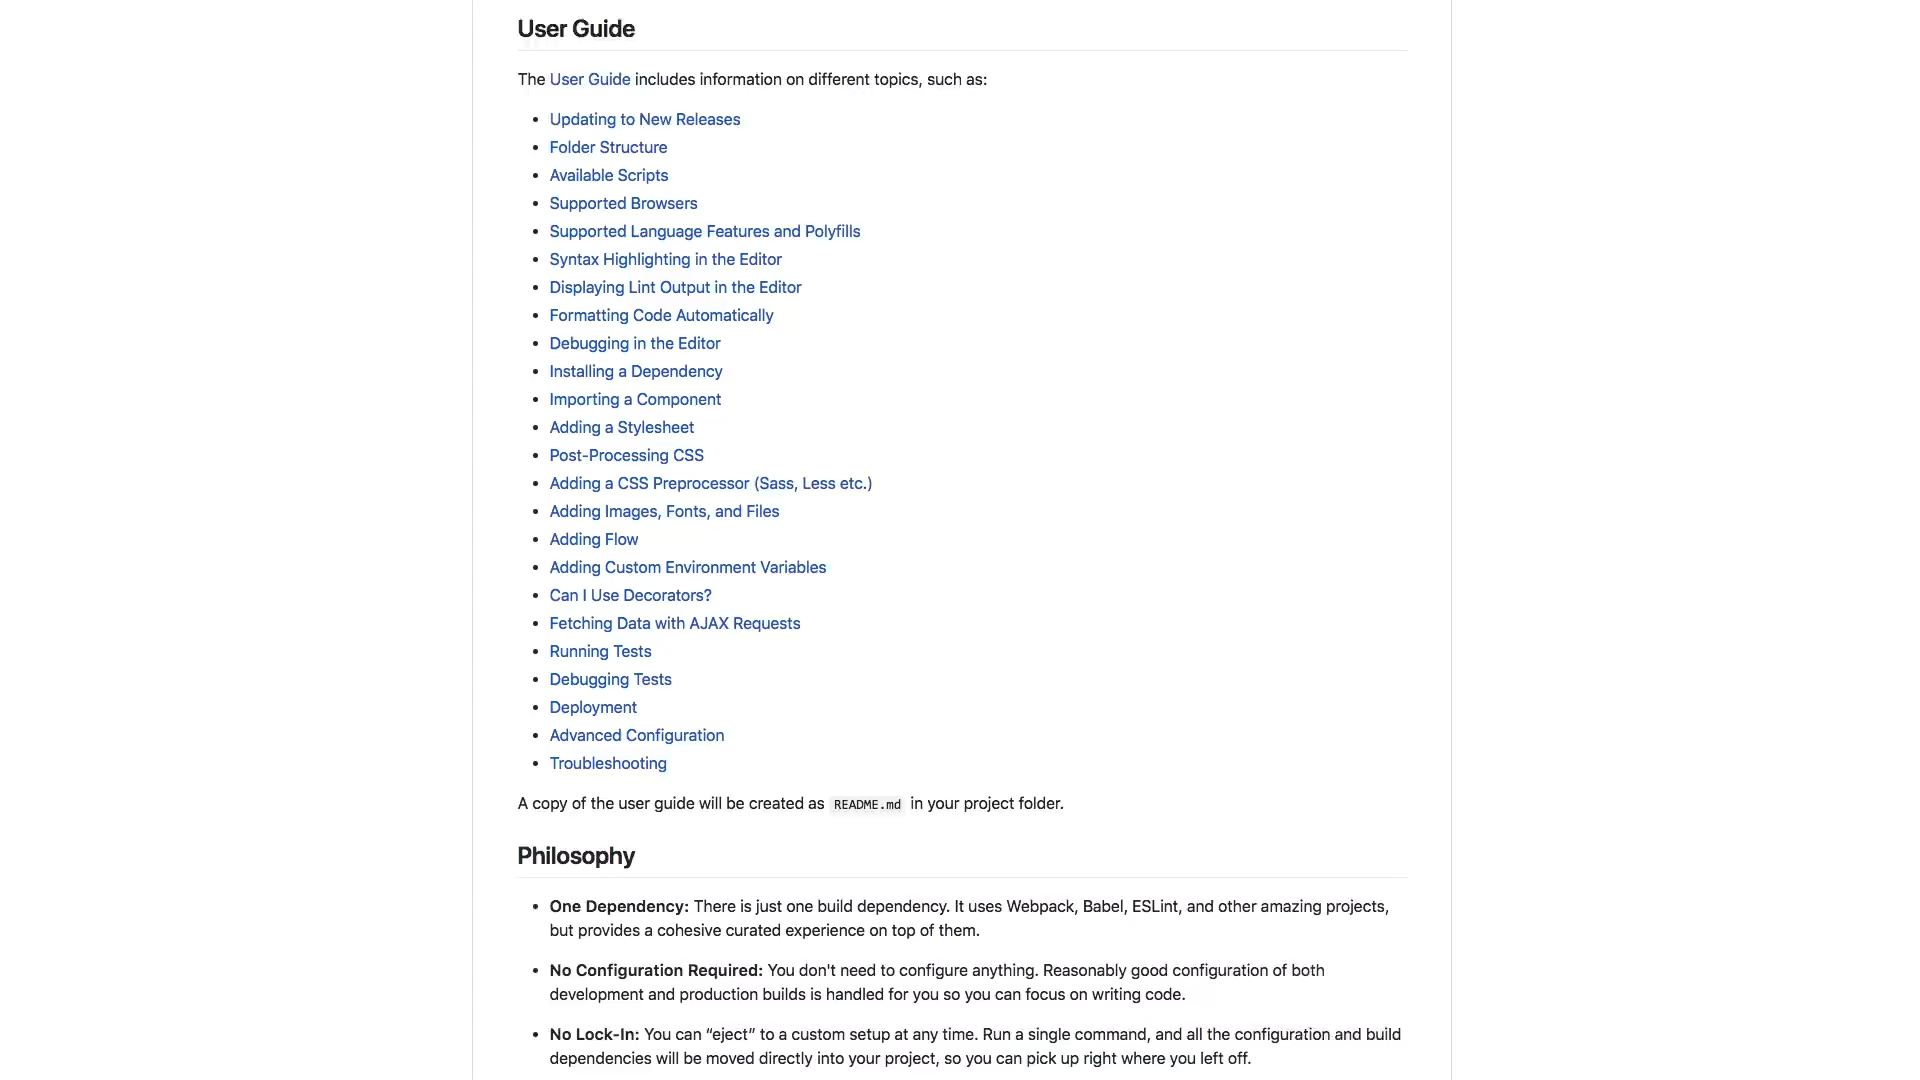 User Guide
The User Guide includes information on different topics, such as:
• Updating to New Releases
• Folder Structure
• Available Scripts
• Supported Browsers
• Supported Language Features and Polyfills
• Syntax Highlighting in the Editor
• Displaying Lint Output in the Editor
• Formatting Code Automatically
• Debugging in the Editor
• Installing a Dependency
• Importing a Component
• Adding a Stylesheet
• Post-Processing CSS
• Adding a CSS Preprocessor (Sass, Less etc.)
• Adding Images, Fonts, and Files
• Adding Flow
• Adding Custom Environment Variables
• Can I Use Decorators?
• Fetching Data with AJAX Requests
• Running Tests
• Debugging Tests
• Deployment
• Advanced Configuration
• Troubleshooting
A copy of the user guide will be created as README.md in your project folder.
Philosophy
• One Dependency: There is just one build dependency. It uses Webpack, Babel, ESLint, and other amazing projects,
but provides a cohesive curated experience on top of them.
• No Configuration Required: You don't need to configure anything. Reasonably good configuration of both
development and production builds is handled for you so you can focus on writing code.
• No Lock-In: You can “eject” to a custom setup at any time. Run a single command, and all the configuration and build
dependencies will be moved directly into your project, so you can pick up right where you left off.